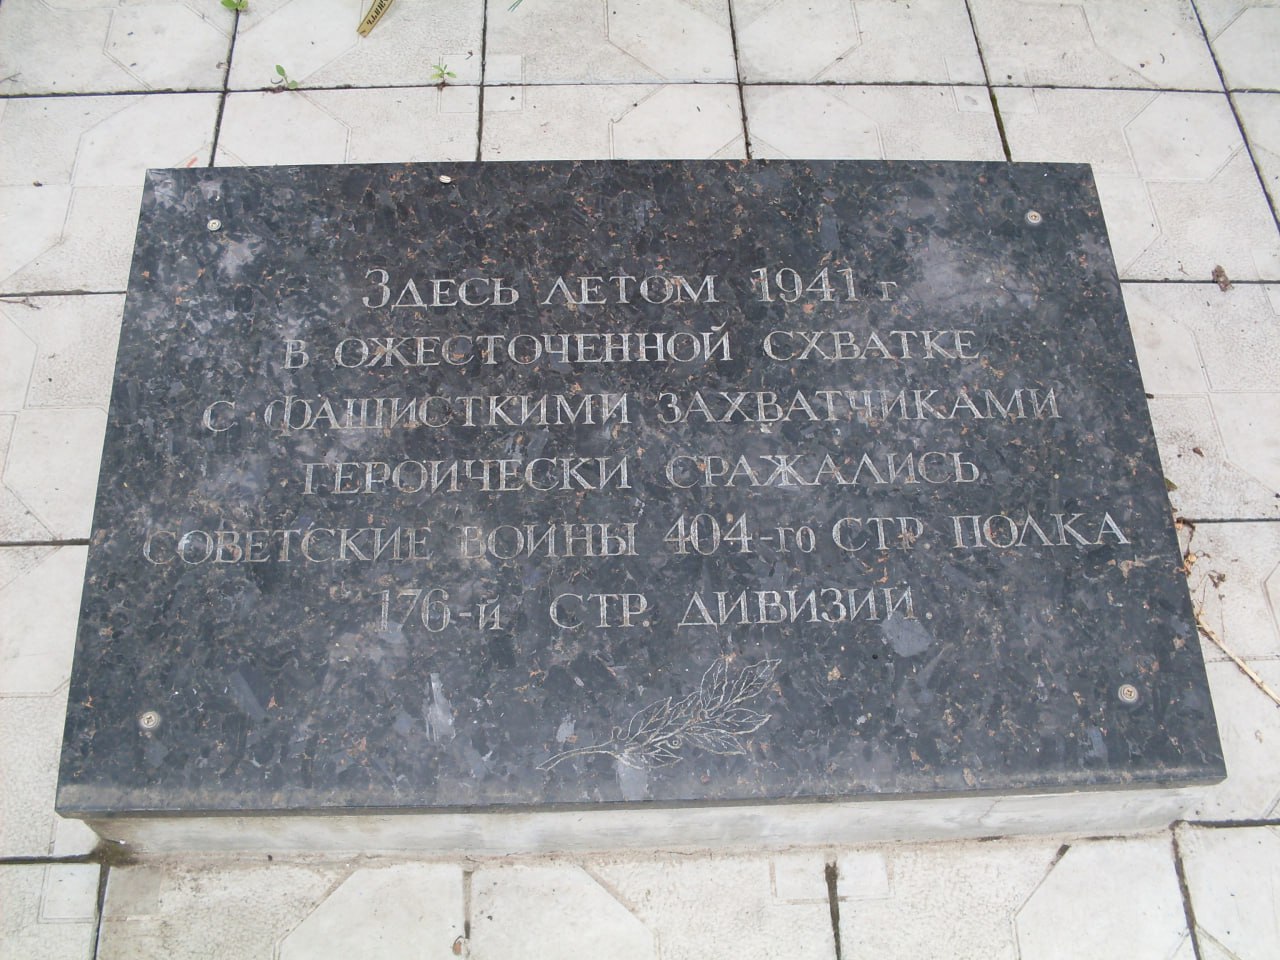 Здесь летом 1941 г
в ожесточенной схватке
с фашисткими захватчиками
героически сражались
советские воины 404-го стр. полка
176-й стр. дивизии.